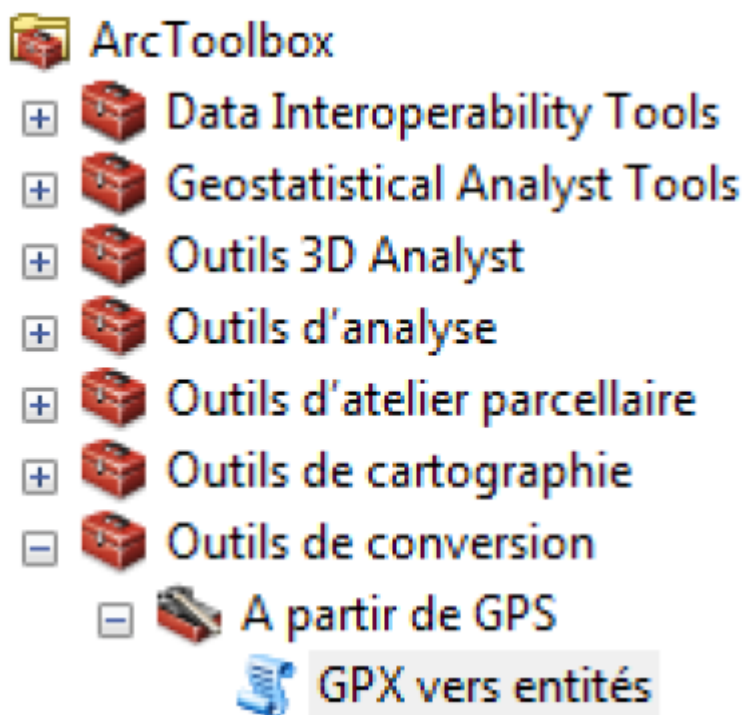 ArcToolbox
Data Interoperability Tools
Geostatistical Analyst Tools
Outils 3D Analyst
Outils d'analyse
Outils d'atelier parcellaire
Outils de cartographie
Outils de conversion
A partir de GPS
GPX vers entités